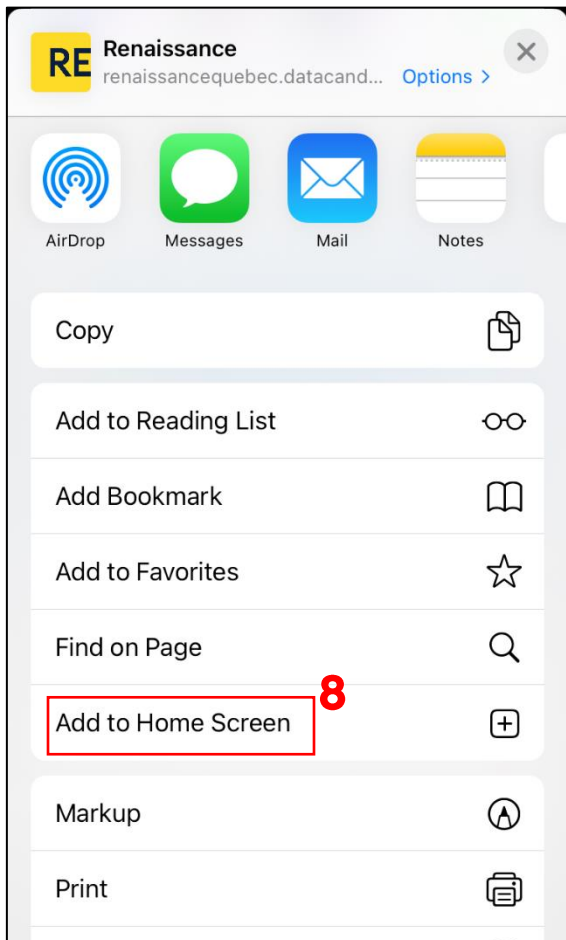 RE
Renaissance
renaissancequebec.datacand... Options >
AirDrop Messages Mail Notes
Copy
Add to Reading List
Add Bookmark
Add to Favorites
Find on Page
8
Add to Home Screen
Markup
Print